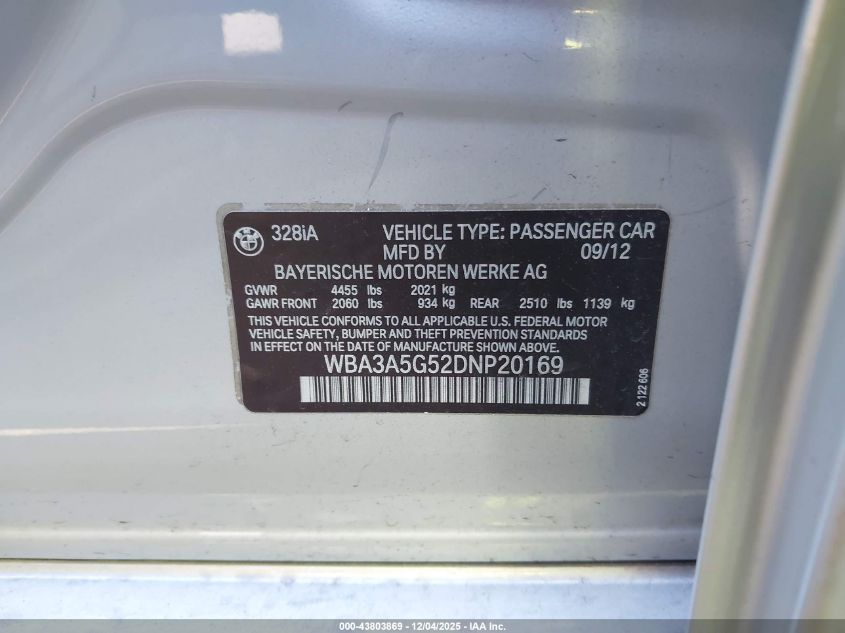 328iA VEHICLE TYPE: PASSENGER CAR
MFD BY 09/12
BAYERISCHE MOTOREN WERKE AG
GVWR 4455 lbs 2021 kg
GAWR FRONT 2060 lbs 934 kg REAR 2510 lbs 1139 kg
THIS VEHICLE CONFORMS TO ALL APPLICABLE U.S. FEDERAL MOTOR
VEHICLE SAFETY, BUMPER AND THEFT PREVENTION STANDARDS
IN EFFECT ON THE DATE OF MANUFACTURE SHOWN ABOVE.
WBA3A5G52DNP20169
2 122 606
000-43803869 - 12/04/2025 - IAA Inc.